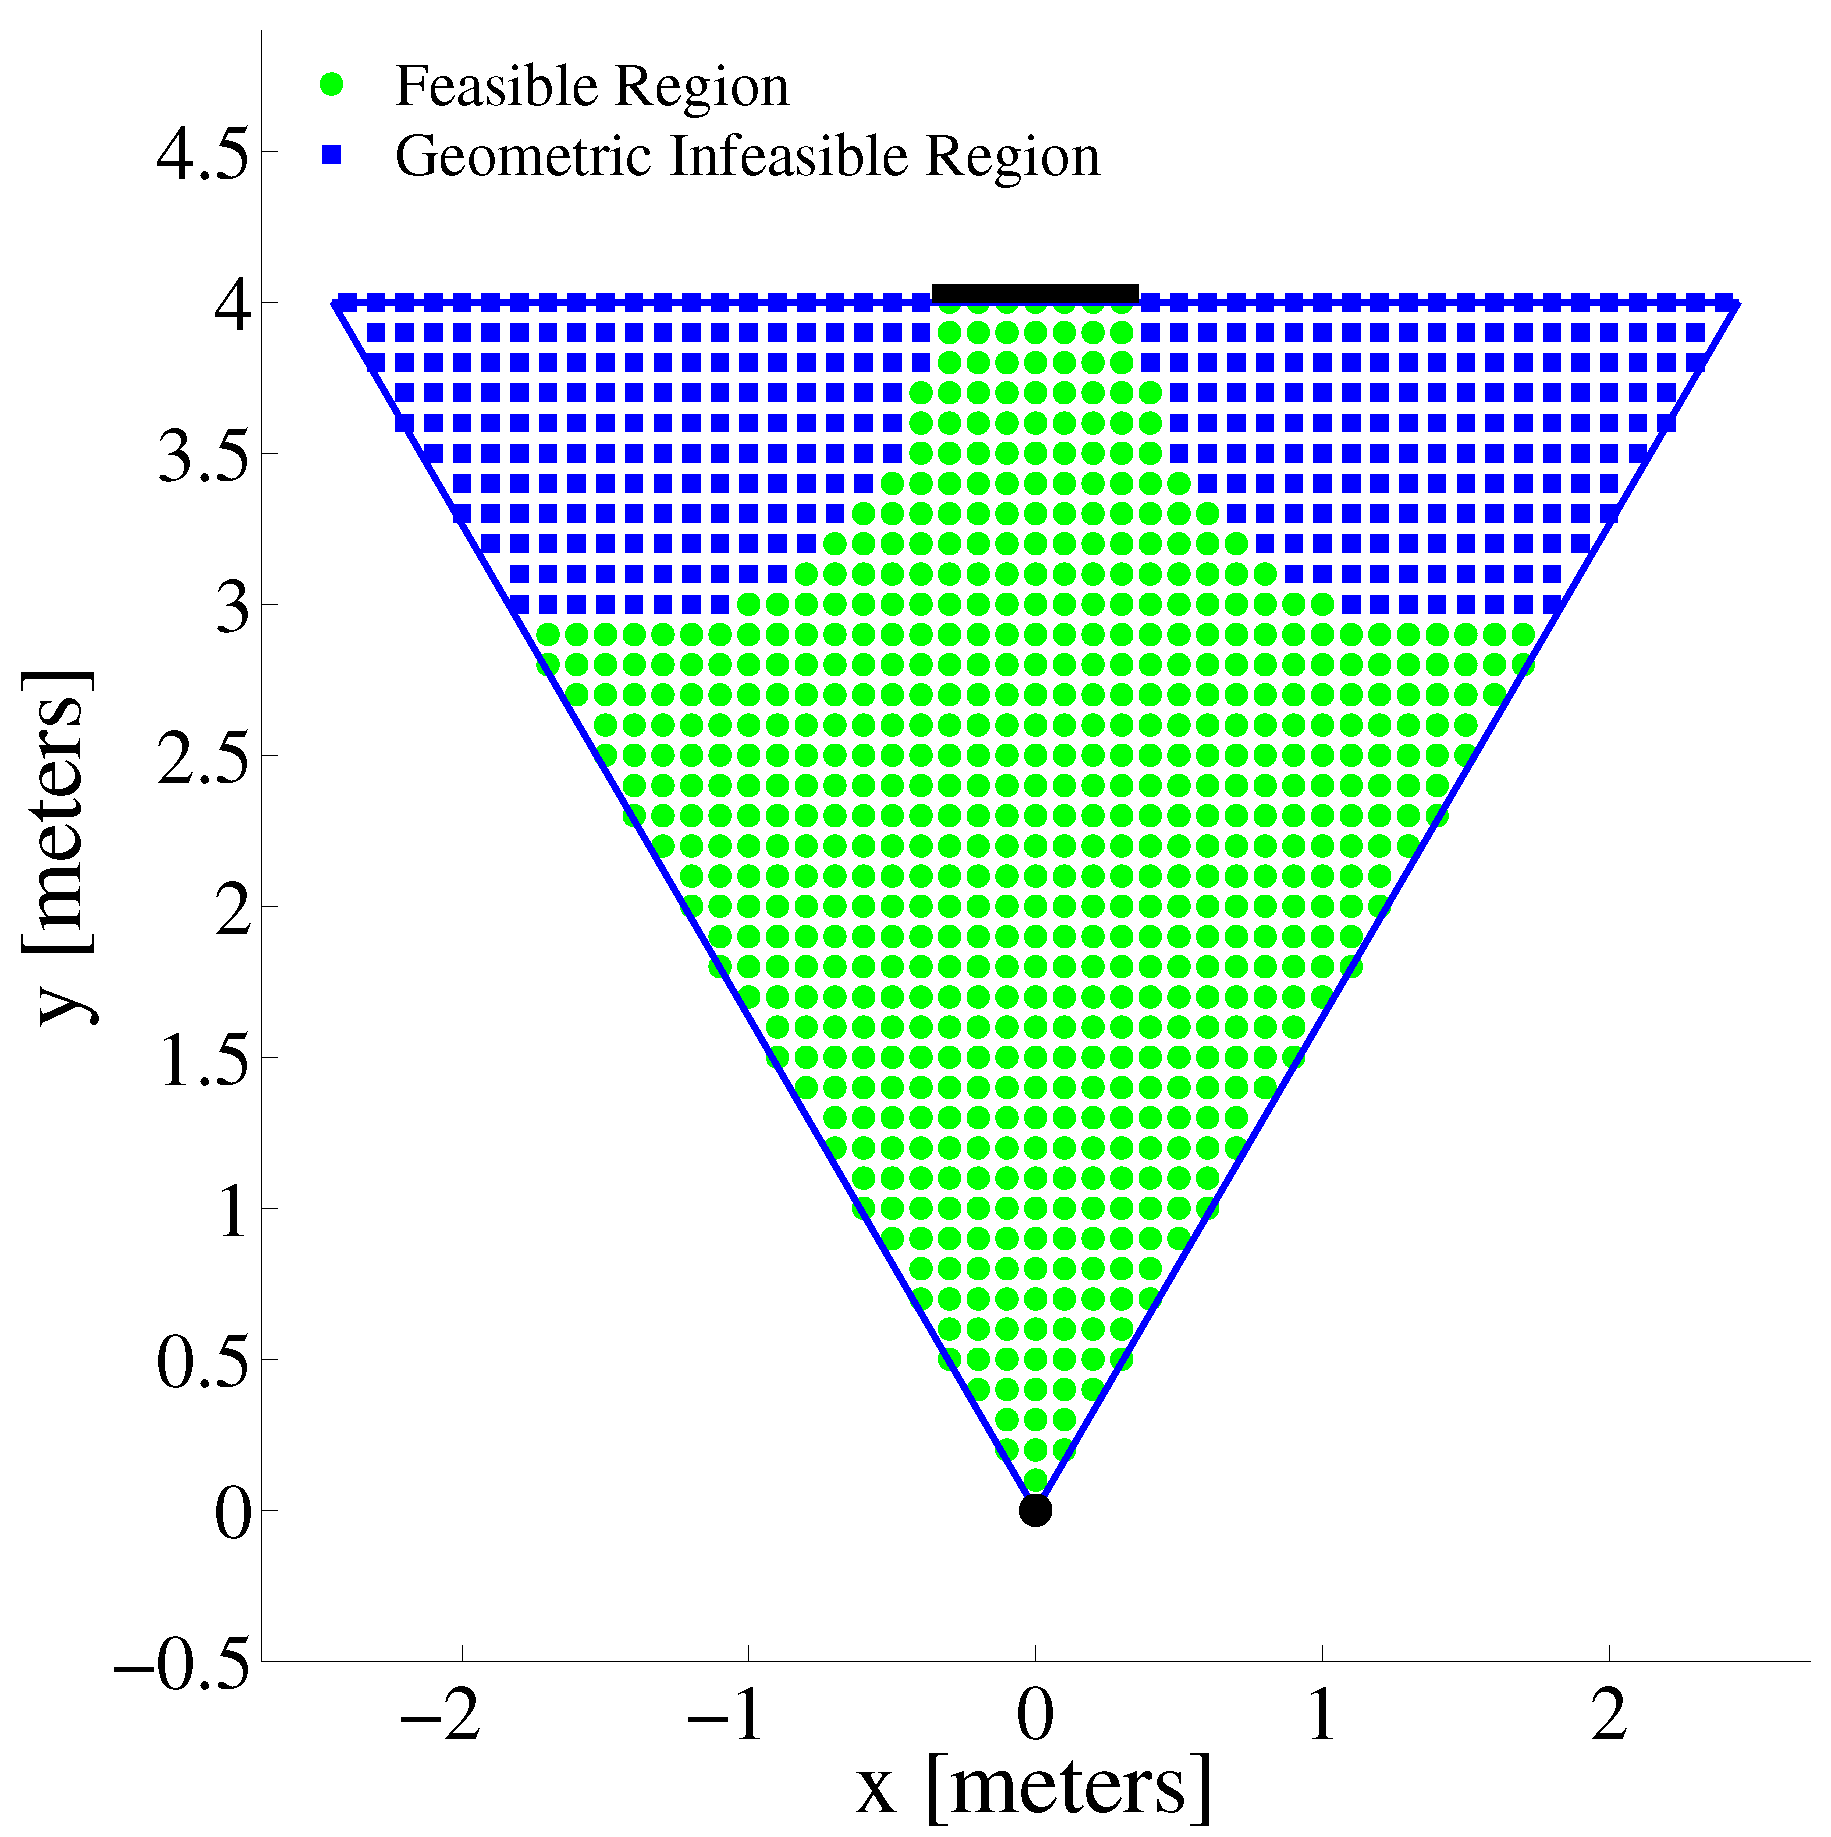 Feasible Region
Geometric Infeasible Region
4.5
4
3.5
3
2.5
2
1.5
1
0.5
0
−0.5
y [meters]
−2 −1 0 1 2
x [meters]